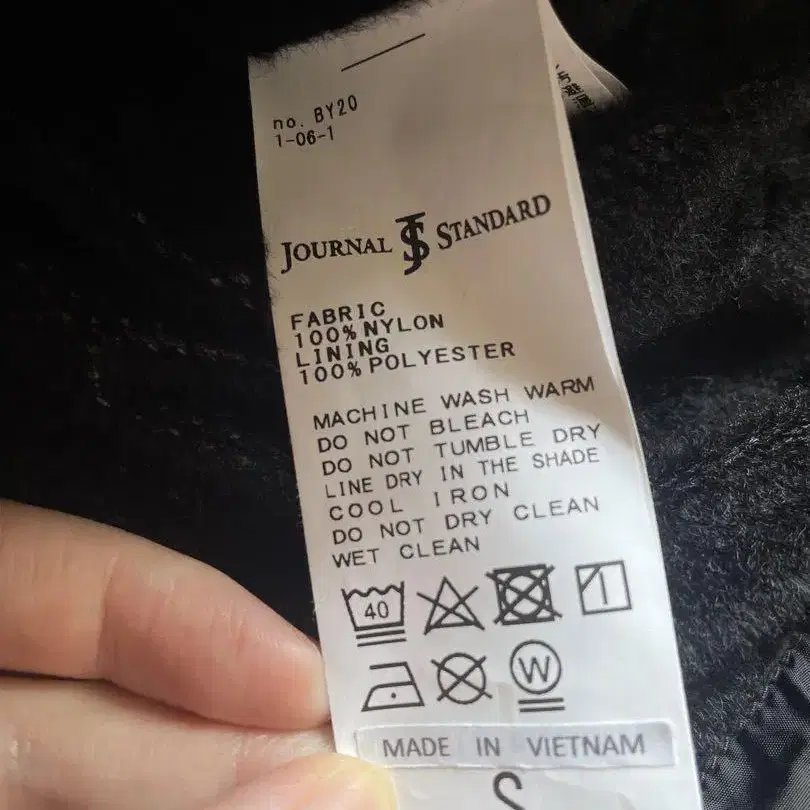 no. BY20
1-06-1
JOURNAL JS STANDARD
FABRIC
100% NYLON
LINING
100% POLYESTER
MACHINE WASH WARM
DO NOT BLEACH
DO NOT TUMBLE DRY
LINE DRY IN THE SHADE
COOL IRON
DO NOT DRY CLEAN
WET CLEAN
40
W
MADE IN VIETNAM
S